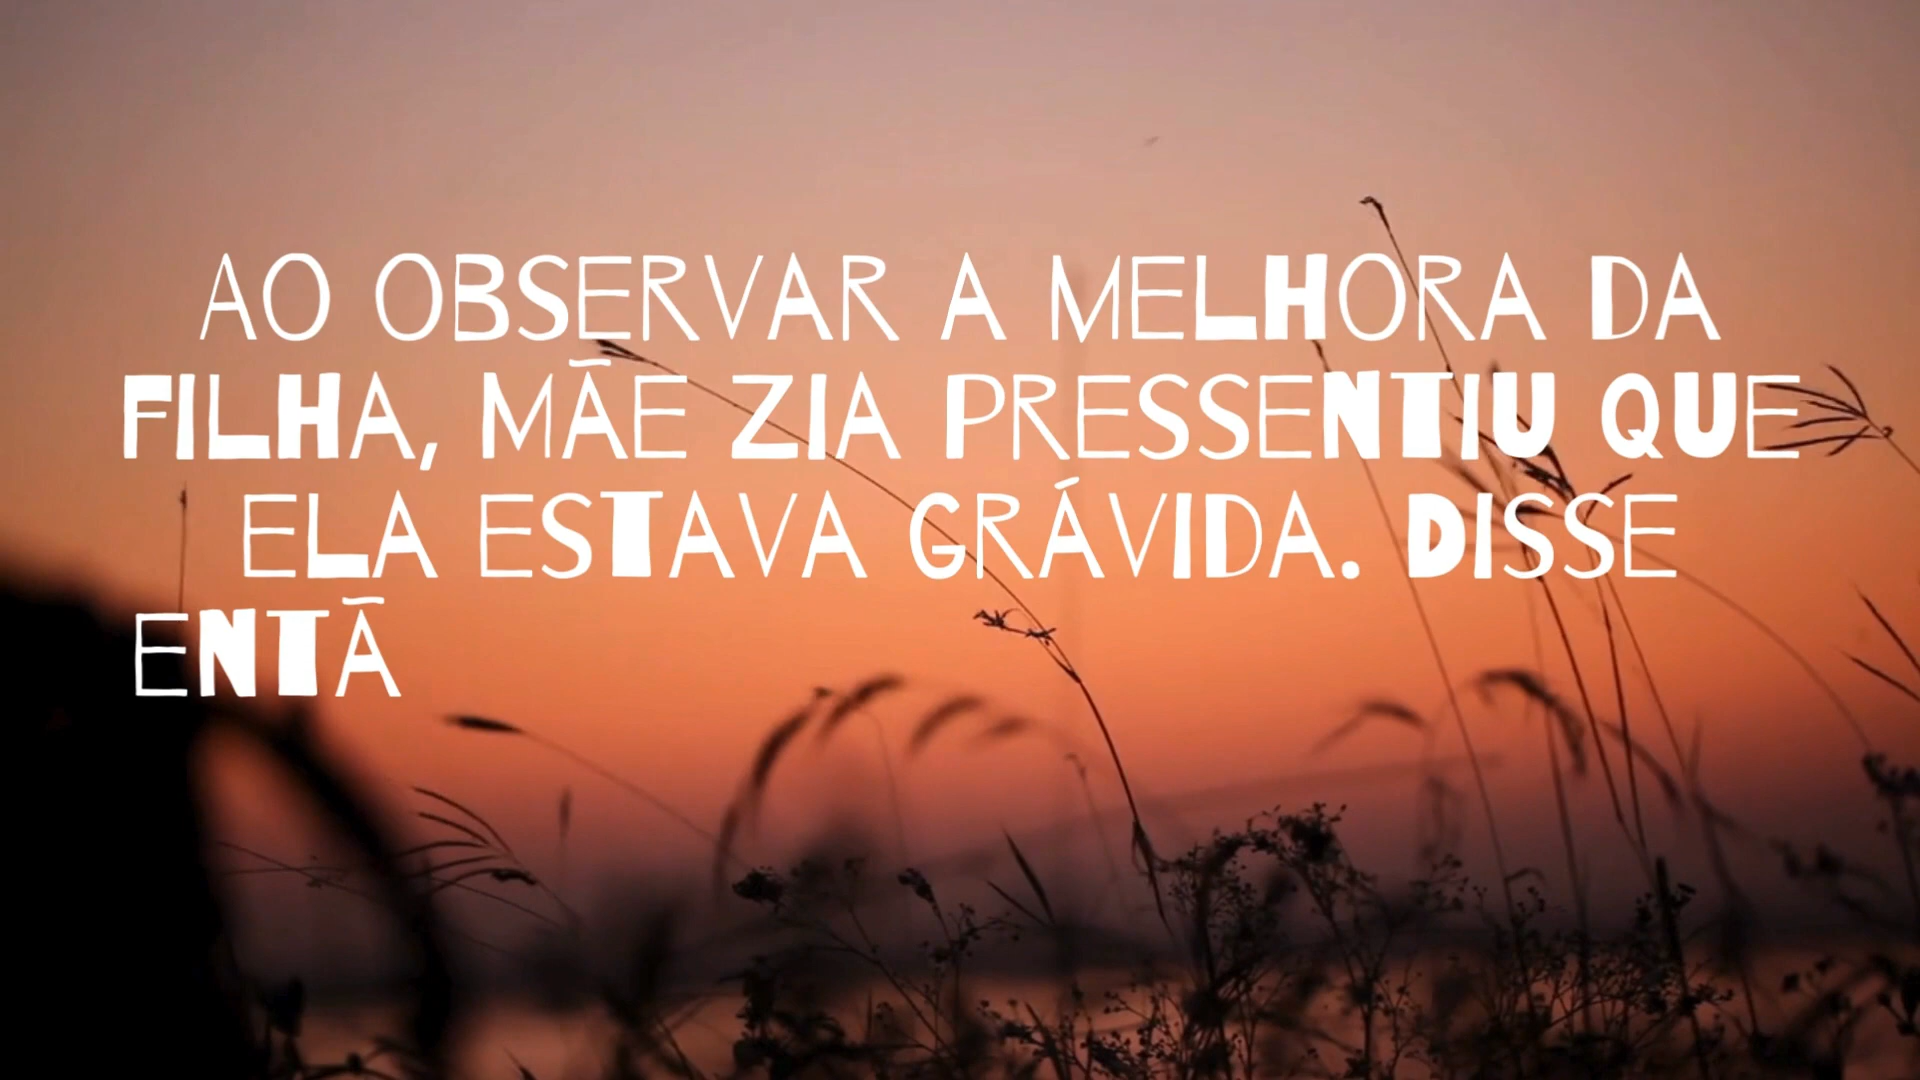 AO OBSERVAR A MELHORA DA
FILHA, MÃE ZIA PRESSENTIU QUE
ELA ESTAVA GRÁVIDA. DISSE
ENTÃ